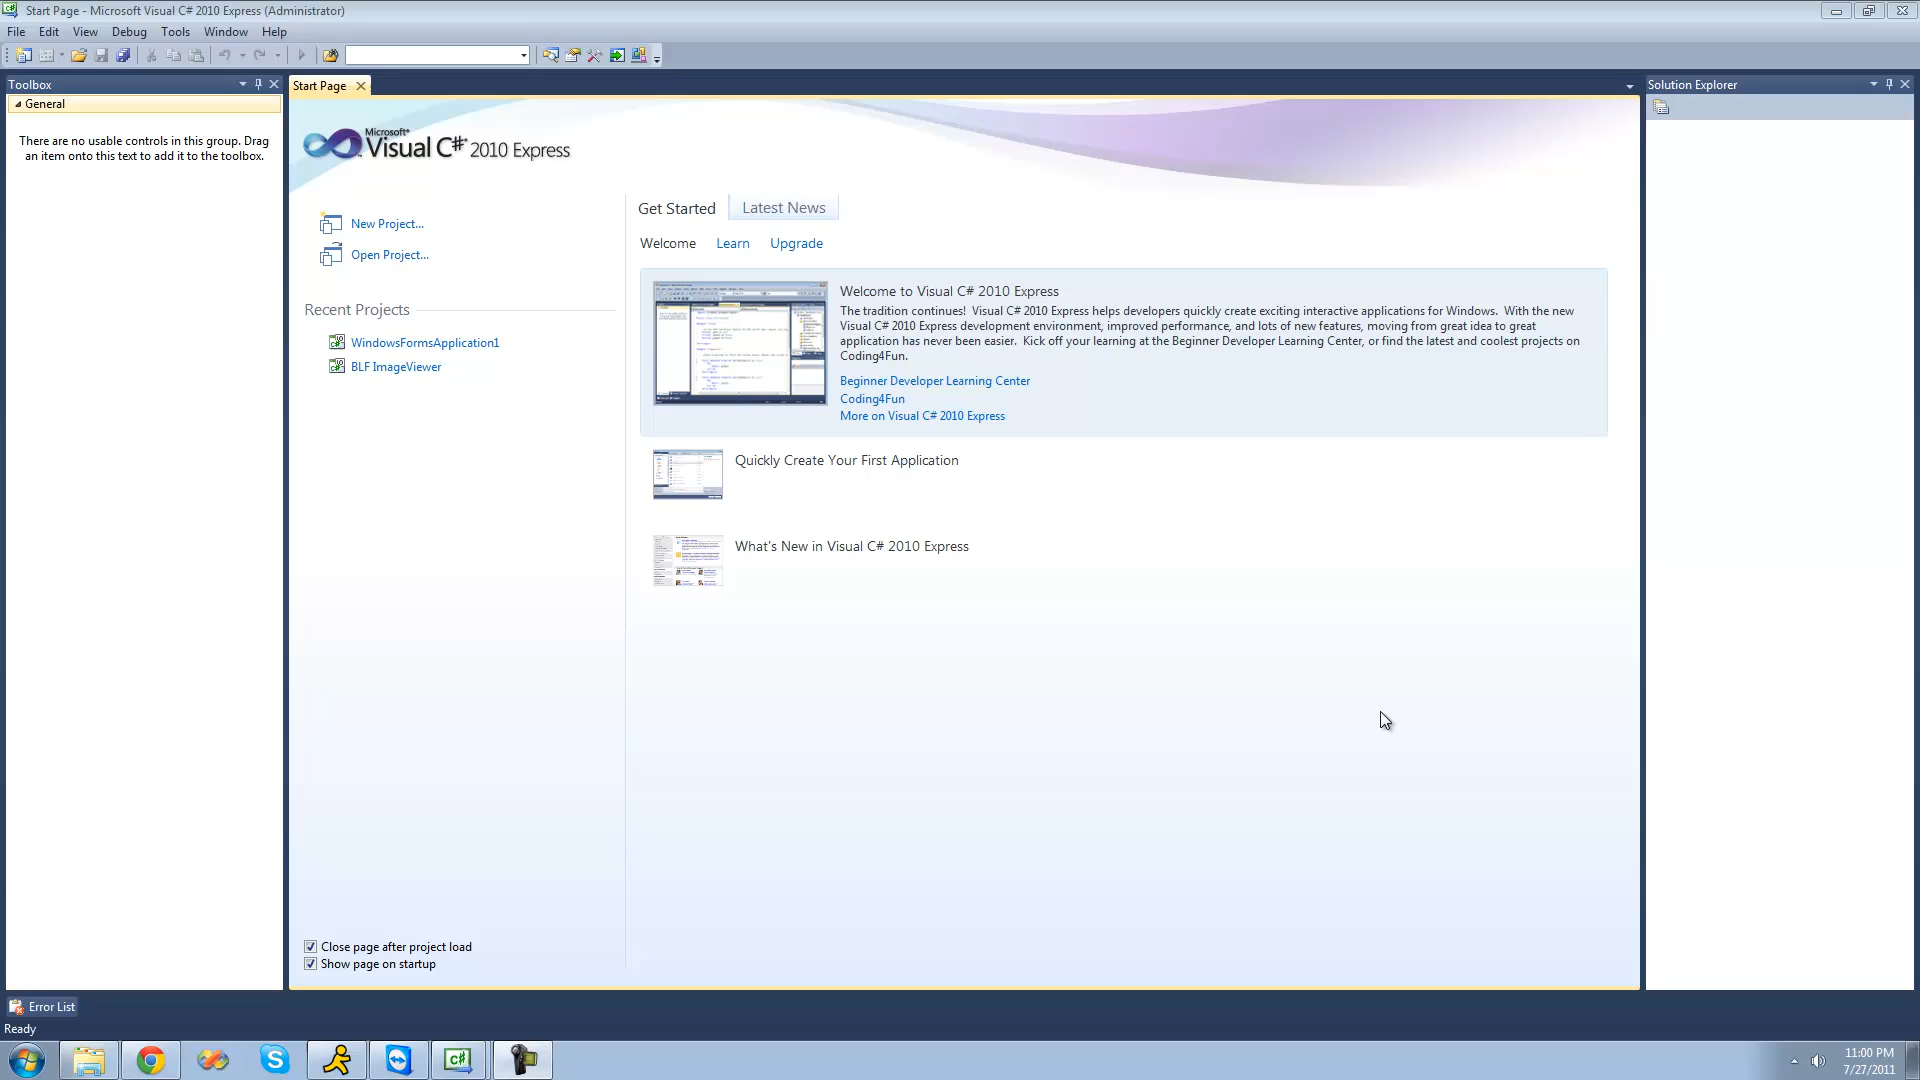 Start Page - Microsoft Visual C# 2010 Express (Administrator)
File Edit View Debug Tools Window Help
Toolbox
General
There are no usable controls in this group. Drag
an item onto this text to add it to the toolbox.
Start Page
Microsoft®
Visual C#® 2010 Express
New Project...
Open Project...
Recent Projects
WindowsFormsApplication1
BLF ImageViewer
Close page after project load
Show page on startup
Get Started Latest News
Welcome Learn Upgrade
Welcome to Visual C# 2010 Express
The tradition continues! Visual C# 2010 Express helps developers quickly create exciting interactive applications for Windows. With the new
Visual C# 2010 Express development environment, improved performance, and lots of new features, moving from great idea to great
application has never been easier. Kick off your learning at the Beginner Developer Learning Center, or find the latest and coolest projects on
Coding4Fun.
Beginner Developer Learning Center
Coding4Fun
More on Visual C# 2010 Express
Quickly Create Your First Application
What's New in Visual C# 2010 Express
Solution Explorer
Error List
Ready
11:00 PM
7/27/2011